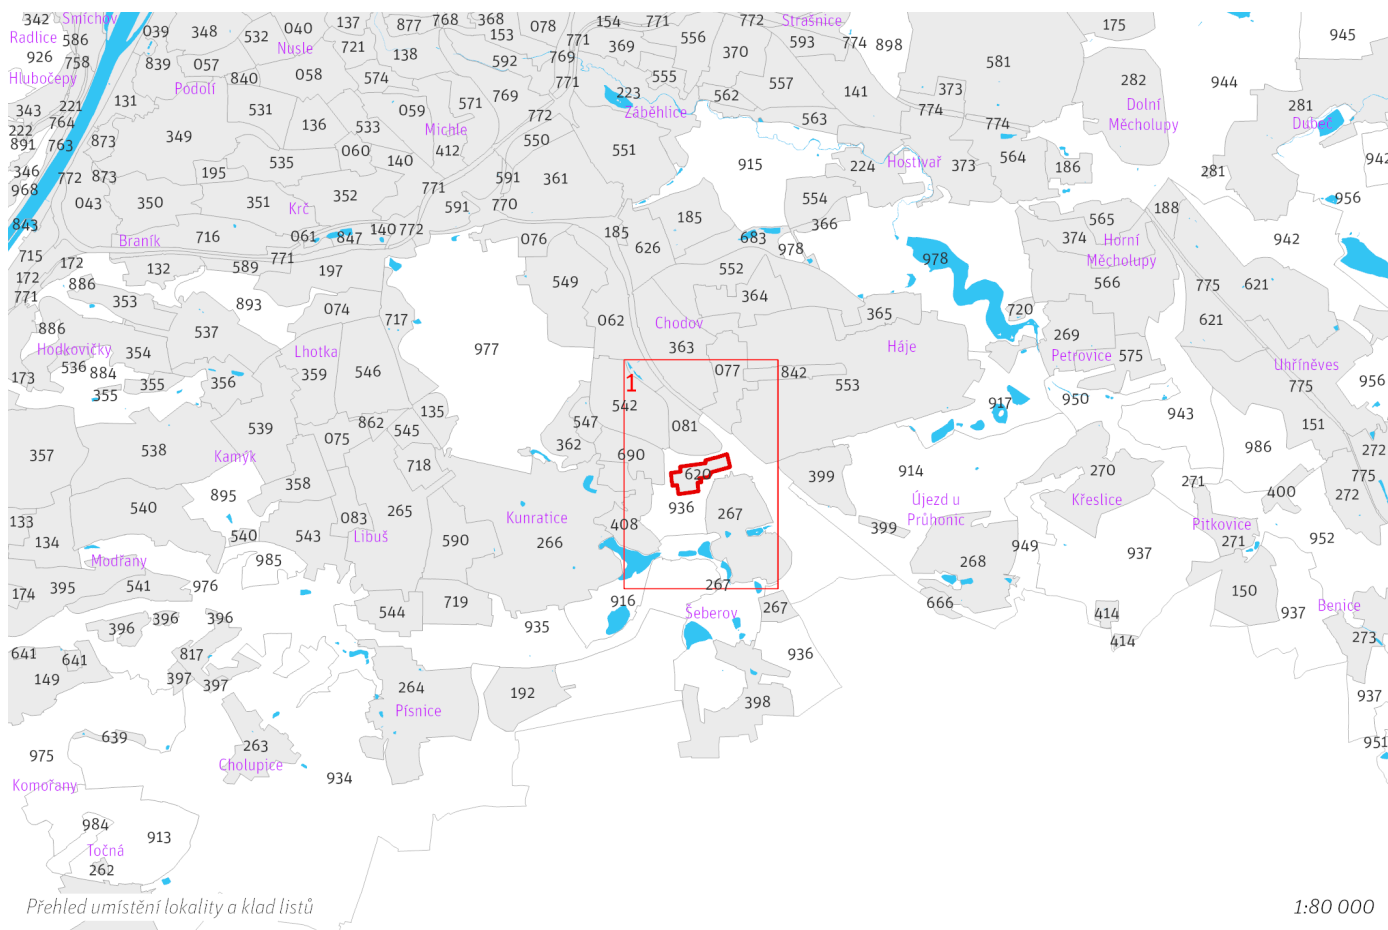 342 Smíchov 039 348 532 040 137 877 768 368 153 078 154 771 772 Strašnice 175 945
Radlice 586 Nusle 721 138 592 771 369 556 370 593 774 898 581 944
926 758 839 057 840 058 574 769 555 557 141 373 282 281
Hlubočepy Podolí 771 223 562
343 221 131 531 136 533 059 571 769 772 Záběhlice 563 774 774 Dolní
Měcholupy Dubeč
222 764 349 Michle 550 551
891 763 873 535 060 140 412 915 224 Hostivař 373 564 186 281 942
346 772 873 195 591 361
968 043 350 351 352 771 591 770 554 956
843 Krč 185 366 565 188
715 Braník 716 061 847 140 772 076 185 626 683 978 978 374 Horní
Měcholupy 942
172 172 132 589 771 197 549 552 566 775 621
771 886 353 893 074 717 062 364 365 720 621
886 537 977 Chodov 363 Háje 269 575
Hodkovičky 354 Lhotka Petrovice Uhříněves
536 884 359 546 077 842 553 775 956
173 355 355 356 1
542 917 950 943
539 075 862 545 135 547 081 151
357 538 Kamýk 718 362 690 986 272
358 620 399 914 270 271 775
895 400 272
133 540 083 265 Kunratice 936 267 Újezd u
Průhonic Křeslice
134 540 543 Libuš 590 266 408 399 949 937 Pitkovice
271 952
Modřany 985 268
174 395 541 976 267 150
544 719 916 Šeberov 267 666 414 937 Benice
396 396 396 935 414 273
641 641 817 936
149 397 397 264 192 398 937
Písnice
639 263 951
975 Cholupice 934
Komořany
984 913
Točná
262
Přehled umístění lokality a klad listů 1:80 000